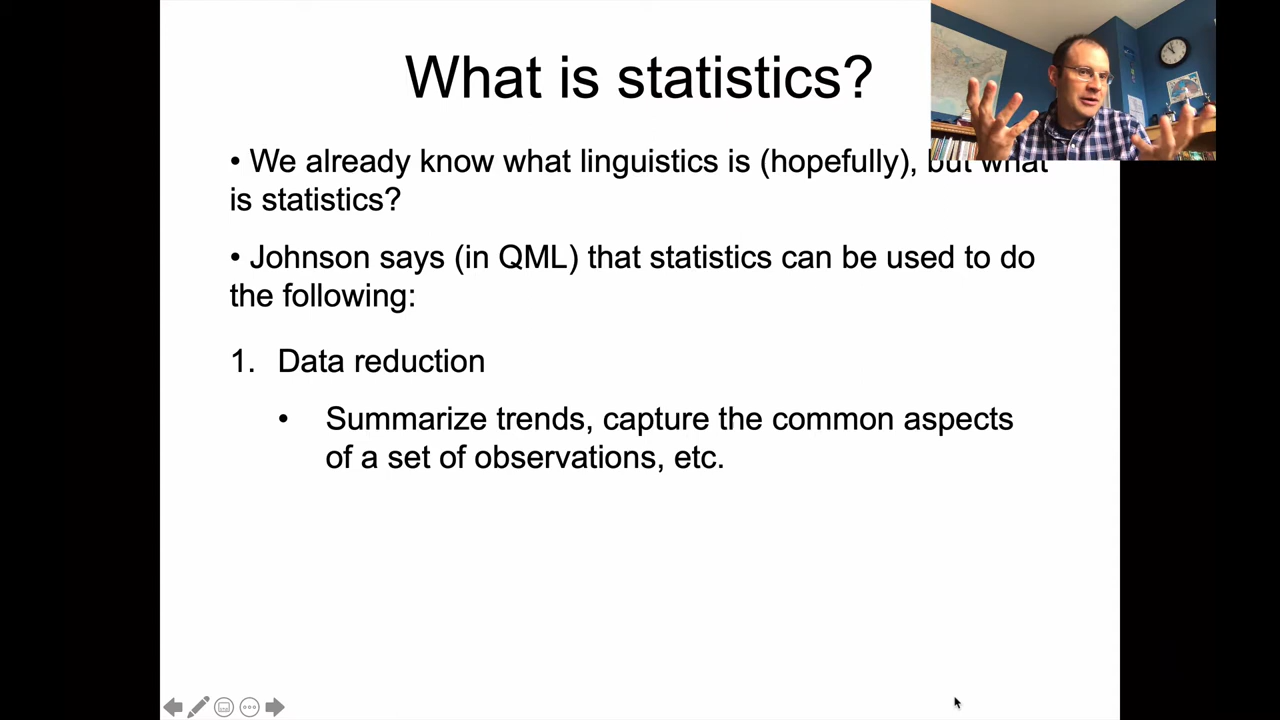 What is statistics?
• We already know what linguistics is (hopefully), but what
is statistics?
• Johnson says (in QML) that statistics can be used to do
the following:
1. Data reduction
• Summarize trends, capture the common aspects
of a set of observations, etc.